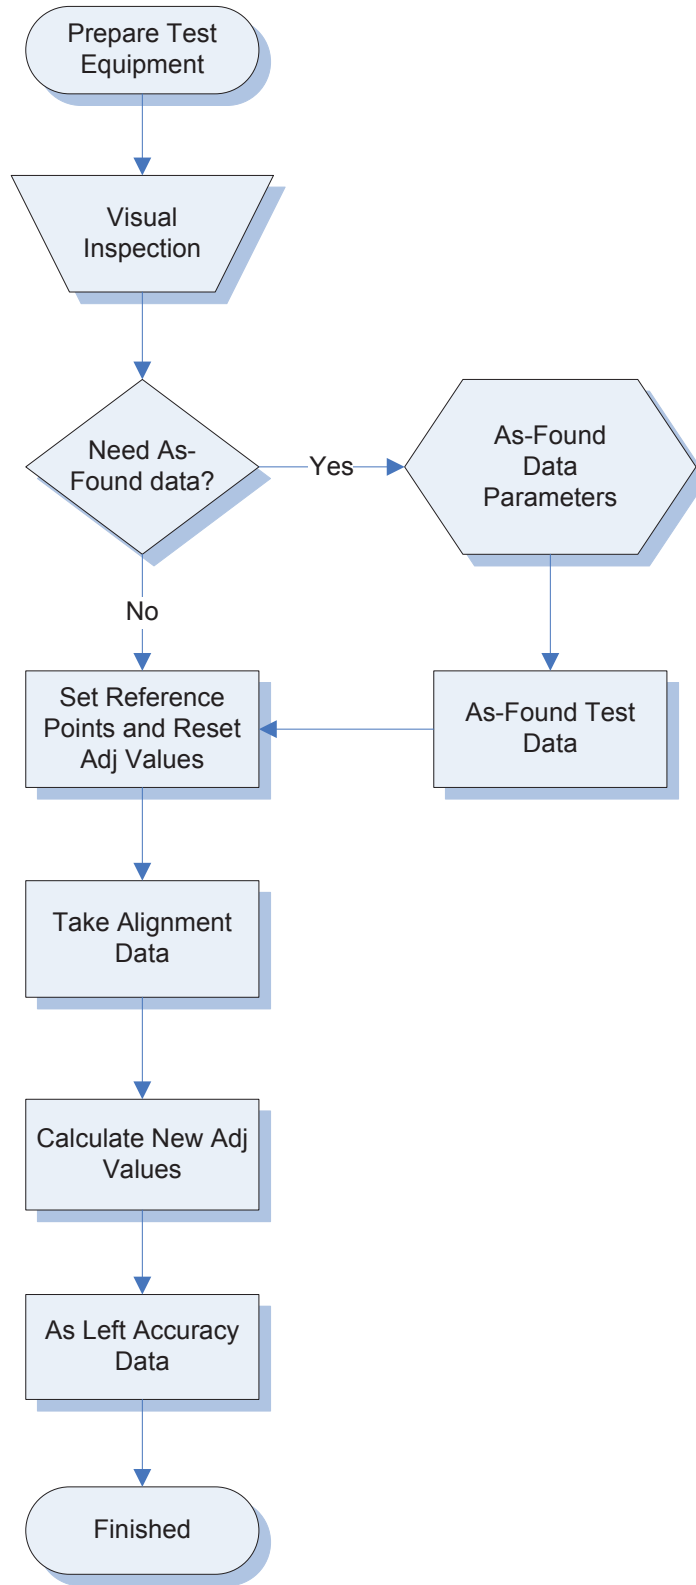 Prepare Test
Equipment
Visual
Inspection
Need As-
Found data?
Yes
As-Found
Data
Parameters
No
Set Reference
Points and Reset
Adj Values
As-Found Test
Data
Take Alignment
Data
Calculate New Adj
Values
As Left Accuracy
Data
Finished